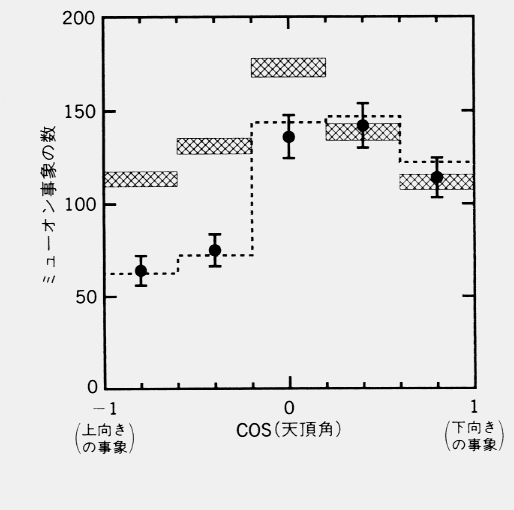 200
150
100
50
0
ミューオン事象の数
−1
0
1
(上向き
の事象)
COS(天頂角)
(下向き
の事象)